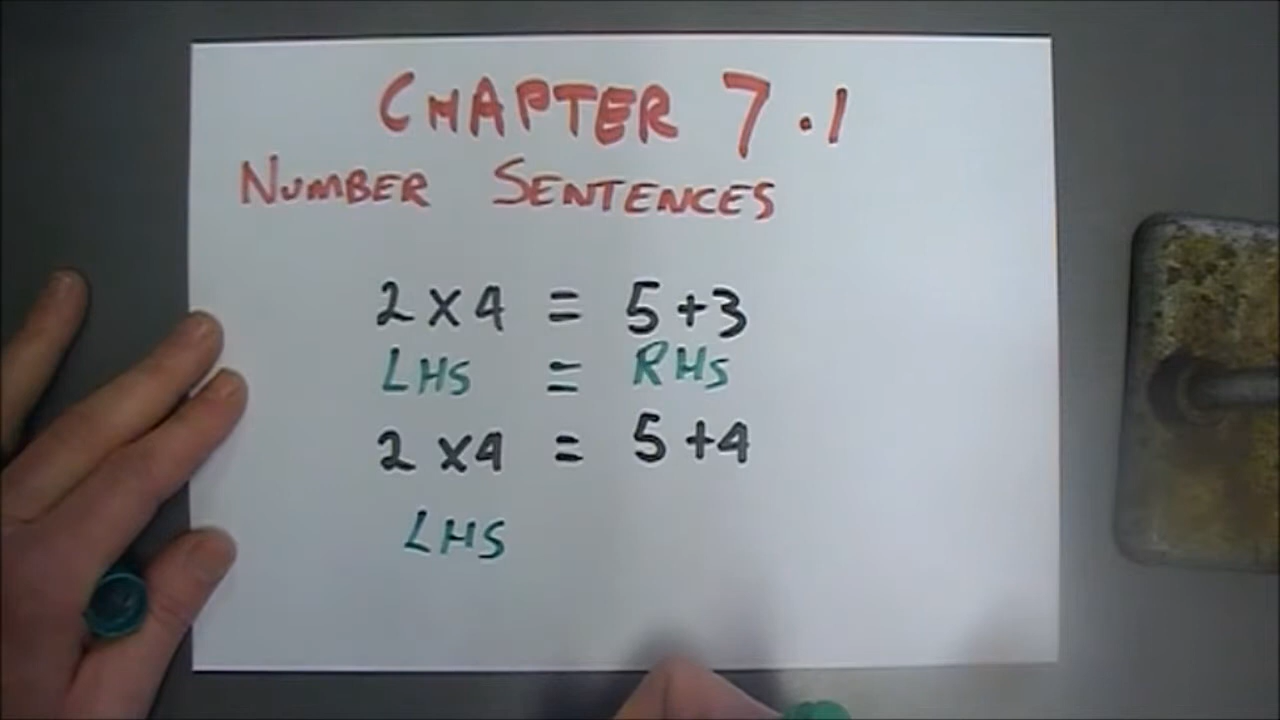 CHAPTER 7.1
NUMBER SENTENCES
2 x 4 = 5 + 3
LHS = RHS
2 x 4 = 5 + 4
LHS